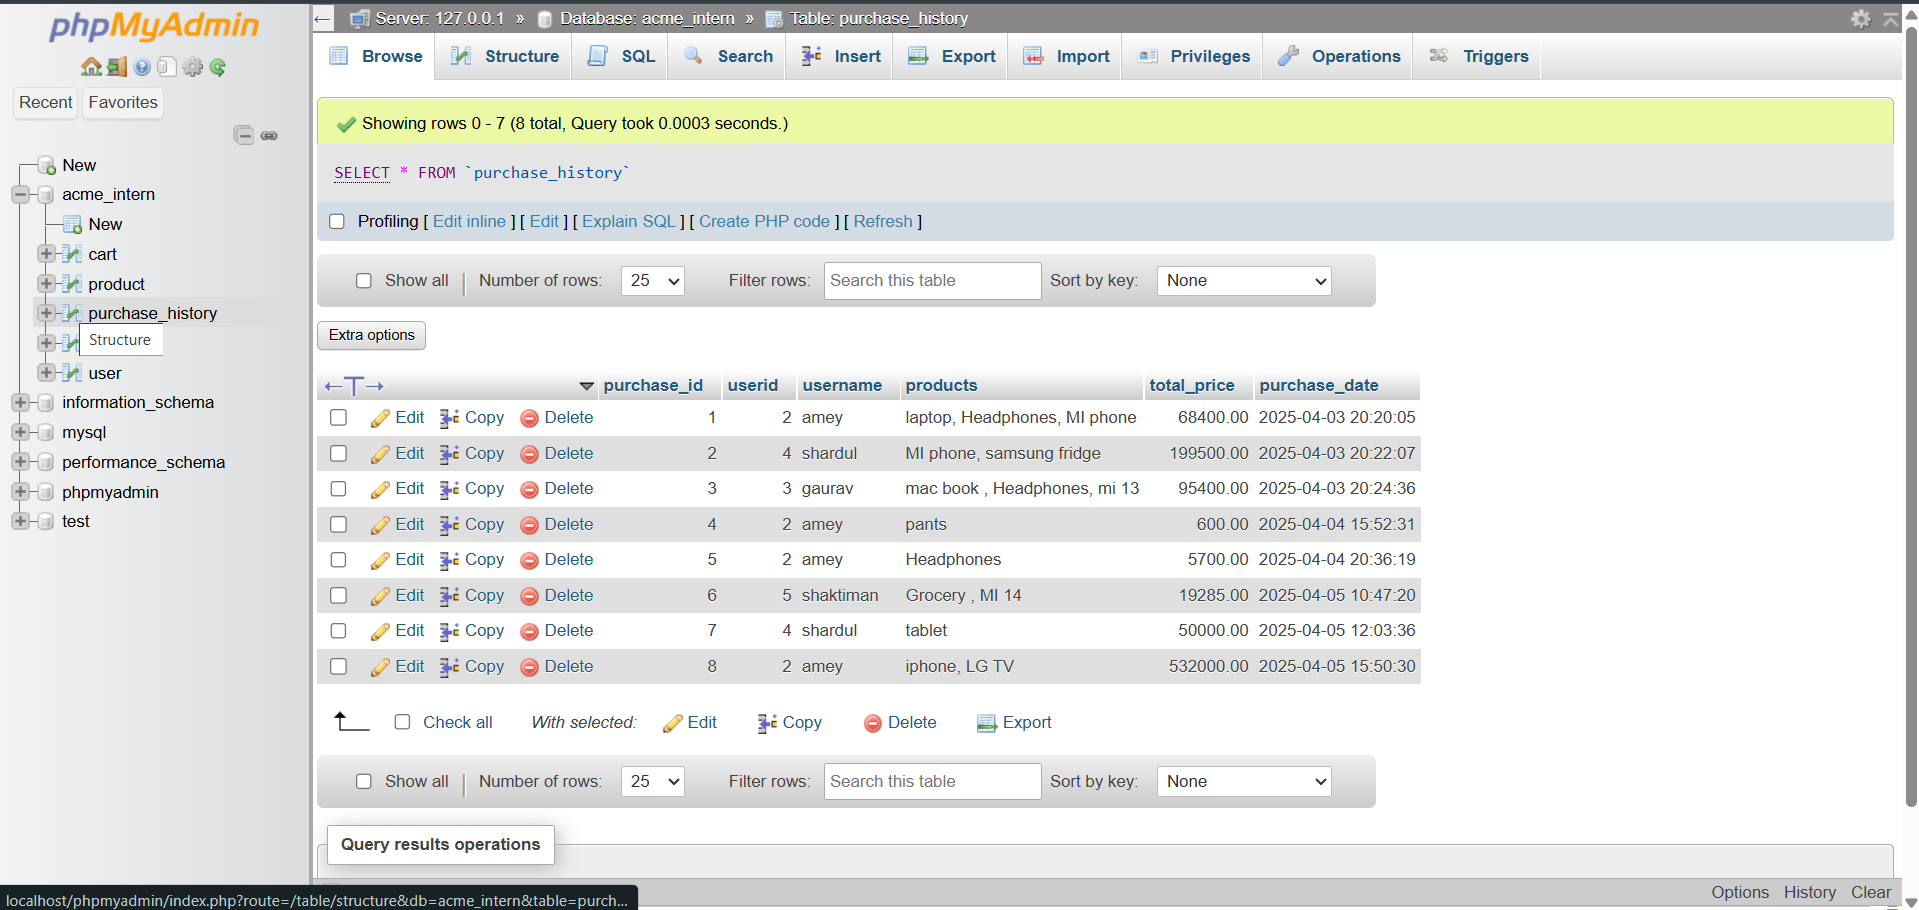 phpMyAdmin
Recent Favorites
New
acme_intern
New
cart
product
purchase_history
Structure
user
information_schema
mysql
performance_schema
phpmyadmin
test
Server: 127.0.0.1 » Database: acme_intern » Table: purchase_history
Browse Structure SQL Search Insert Export Import Privileges Operations Triggers
Showing rows 0 - 7 (8 total, Query took 0.0003 seconds.)
SELECT * FROM `purchase_history`
Profiling [ Edit inline ] [ Edit ] [ Explain SQL ] [ Create PHP code ] [ Refresh ]
Show all | Number of rows: 25 Filter rows: Search this table Sort by key: None
Extra options
←T→ purchase_id userid username products total_price purchase_date
Edit Copy Delete 1 2 amey laptop, Headphones, MI phone 68400.00 2025-04-03 20:20:05
Edit Copy Delete 2 4 shardul MI phone, samsung fridge 199500.00 2025-04-03 20:22:07
Edit Copy Delete 3 3 gaurav mac book , Headphones, mi 13 95400.00 2025-04-03 20:24:36
Edit Copy Delete 4 2 amey pants 600.00 2025-04-04 15:52:31
Edit Copy Delete 5 2 amey Headphones 5700.00 2025-04-04 20:36:19
Edit Copy Delete 6 5 shaktiman Grocery , MI 14 19285.00 2025-04-05 10:47:20
Edit Copy Delete 7 4 shardul tablet 50000.00 2025-04-05 12:03:36
Edit Copy Delete 8 2 amey iphone, LG TV 532000.00 2025-04-05 15:50:30
Check all With selected: Edit Copy Delete Export
Show all | Number of rows: 25 Filter rows: Search this table Sort by key: None
Query results operations
Options History Clear
localhost/phpmyadmin/index.php?route=/table/structure&db=acme_intern&table=purch...